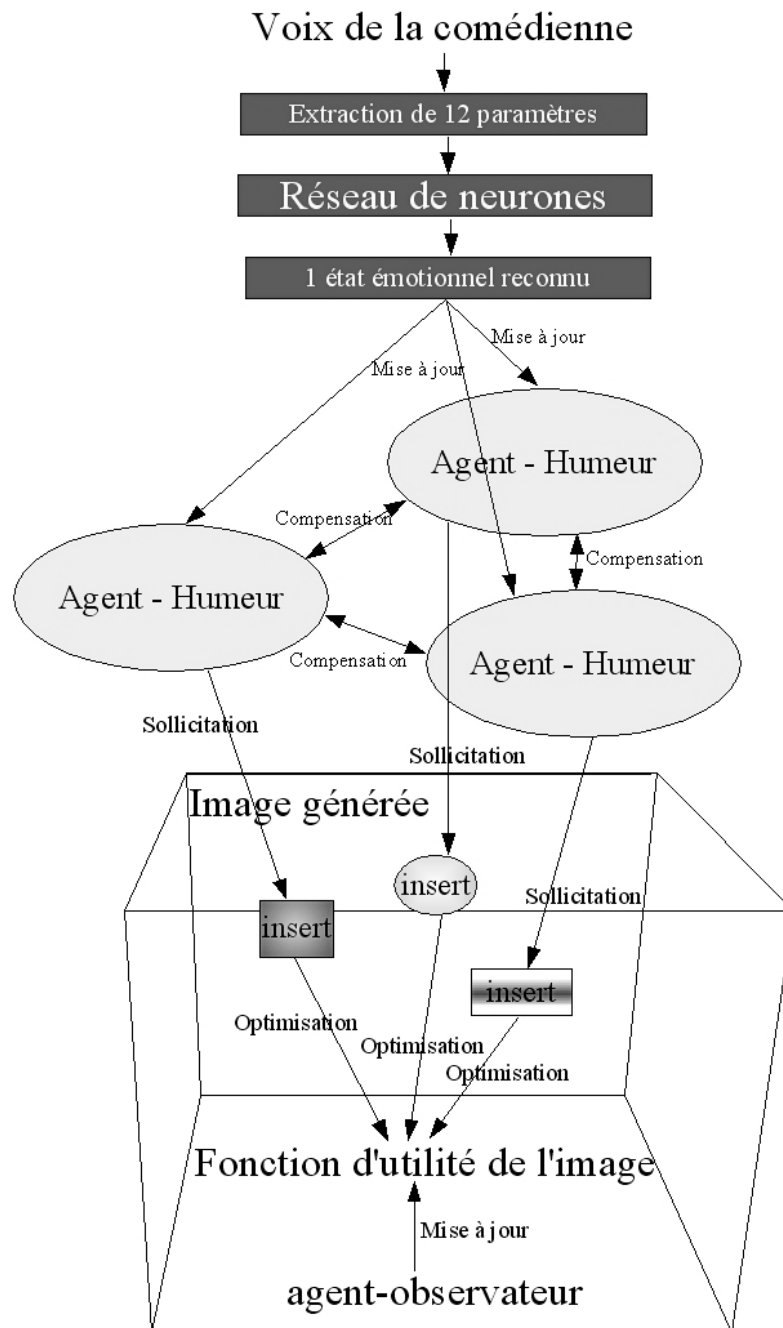 Voix de la comédienne
Extraction de 12 paramètres
Réseau de neurones
1 état émotionnel reconnu
Mise à jour
Mise à jour
Agent - Humeur
Compensation
Compensation
Agent - Humeur
Compensation
Agent - Humeur
Sollicitation
Sollicitation
Image générée
insert
Sollicitation
insert
insert
Optimisation
Optimisation
Optimisation
Fonction d'utilité de l'image
Mise à jour
agent-observateur